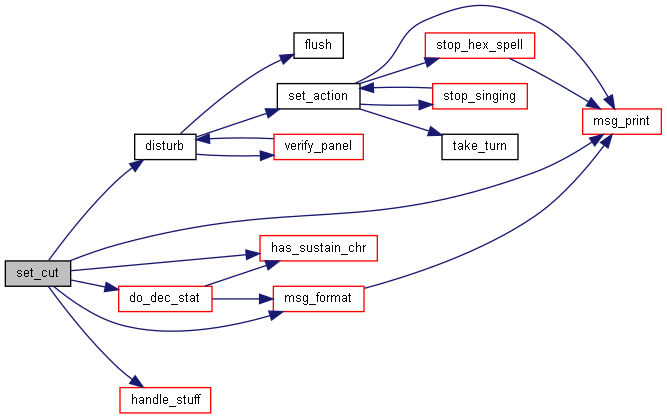 flush
stop_hex_spell
set_action
stop_singing
msg_print
disturb
verify_panel
take_turn
set_cut
has_sustain_chr
do_dec_stat
msg_format
handle_stuff